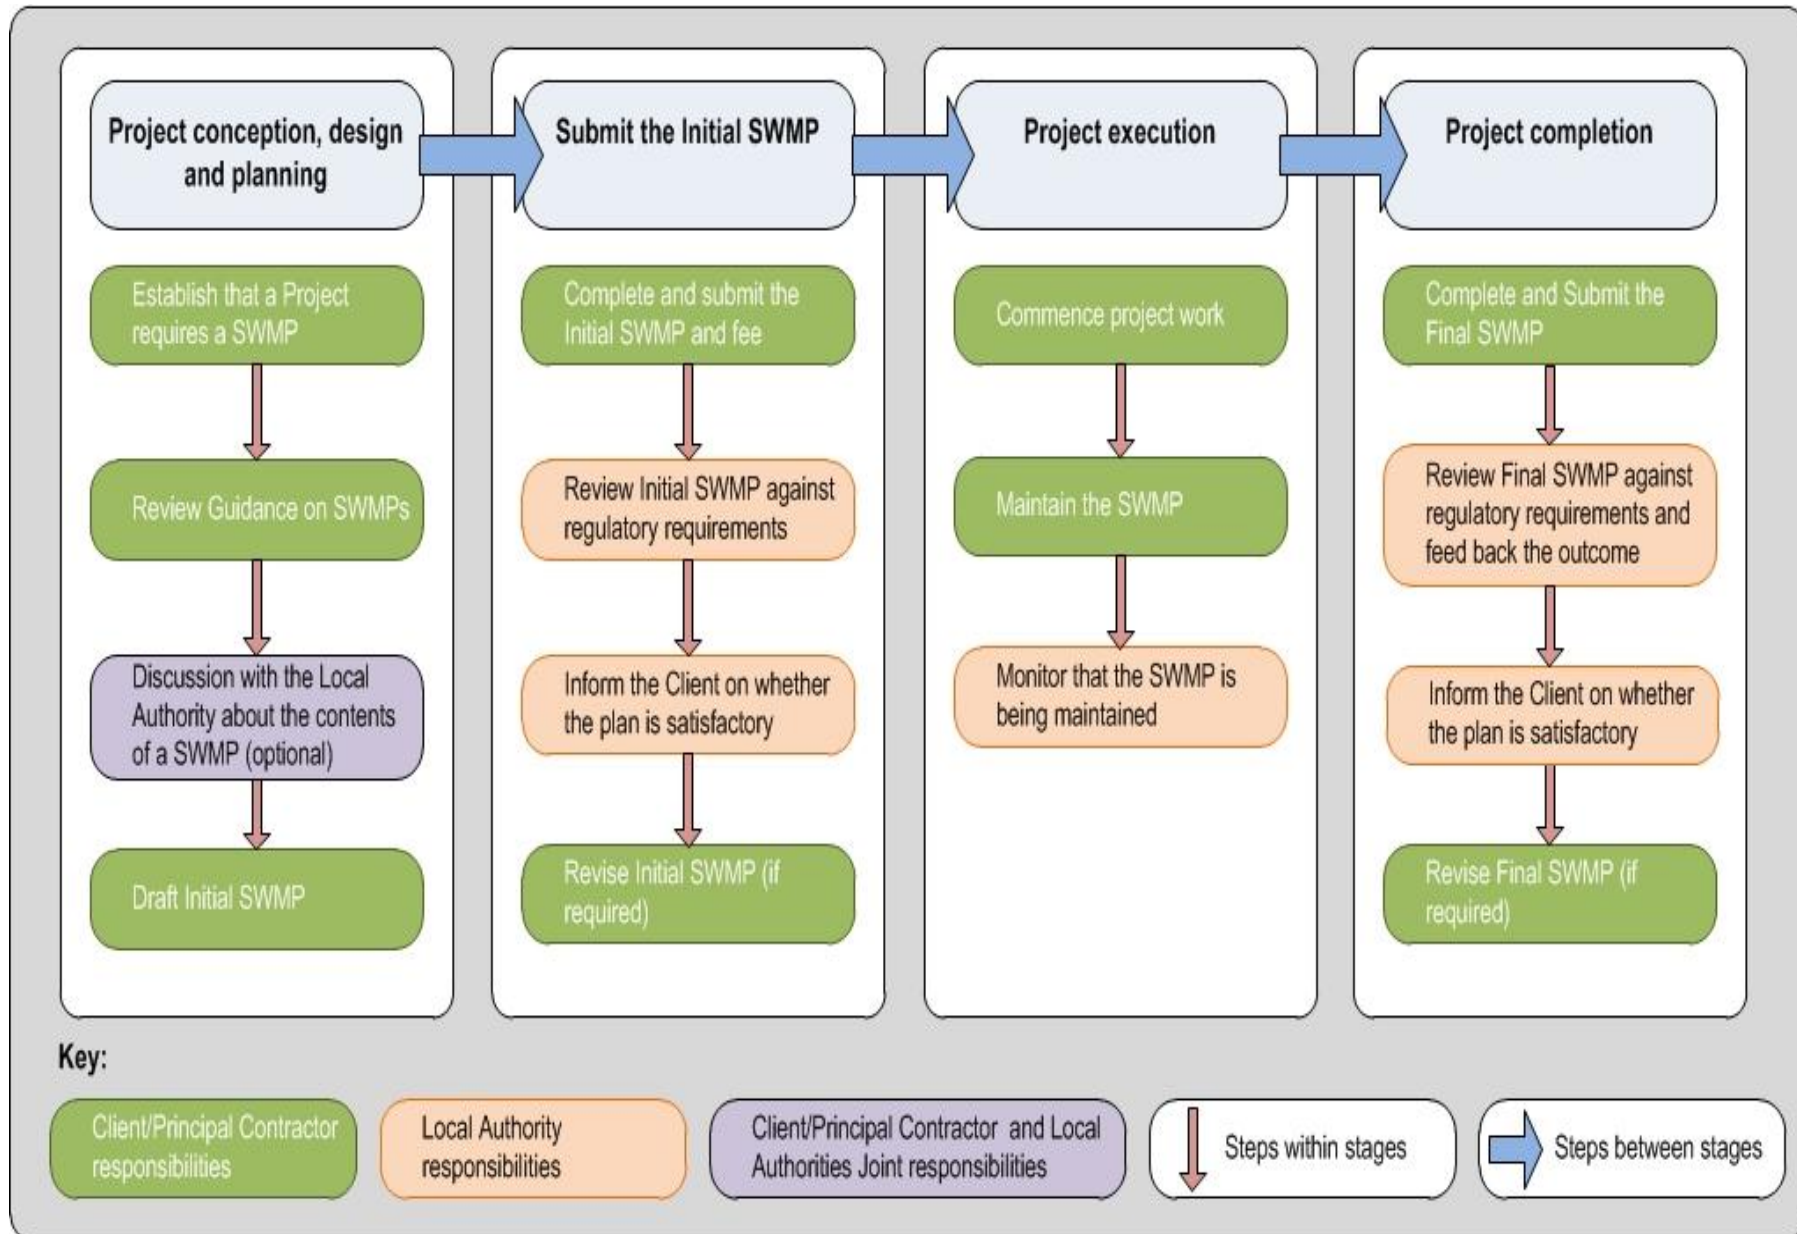 Project conception, design
and planning
Establish that a Project
requires a SWMP
Review Guidance on SWMPs
Discussion with the Local
Authority about the contents
of a SWMP (optional)
Draft Initial SWMP
Submit the Initial SWMP
Complete and submit the
Initial SWMP and fee
Review Initial SWMP against
regulatory requirements
Inform the Client on whether
the plan is satisfactory
Revise Initial SWMP (if
required)
Project execution
Commence project work
Maintain the SWMP
Monitor that the SWMP is
being maintained
Project completion
Complete and Submit the
Final SWMP
Review Final SWMP against
regulatory requirements and
feed back the outcome
Inform the Client on whether
the plan is satisfactory
Revise Final SWMP (if
required)
Key:
Client/Principal Contractor
responsibilities
Local Authority
responsibilities
Client/Principal Contractor and Local
Authorities Joint responsibilities
Steps within stages
Steps between stages